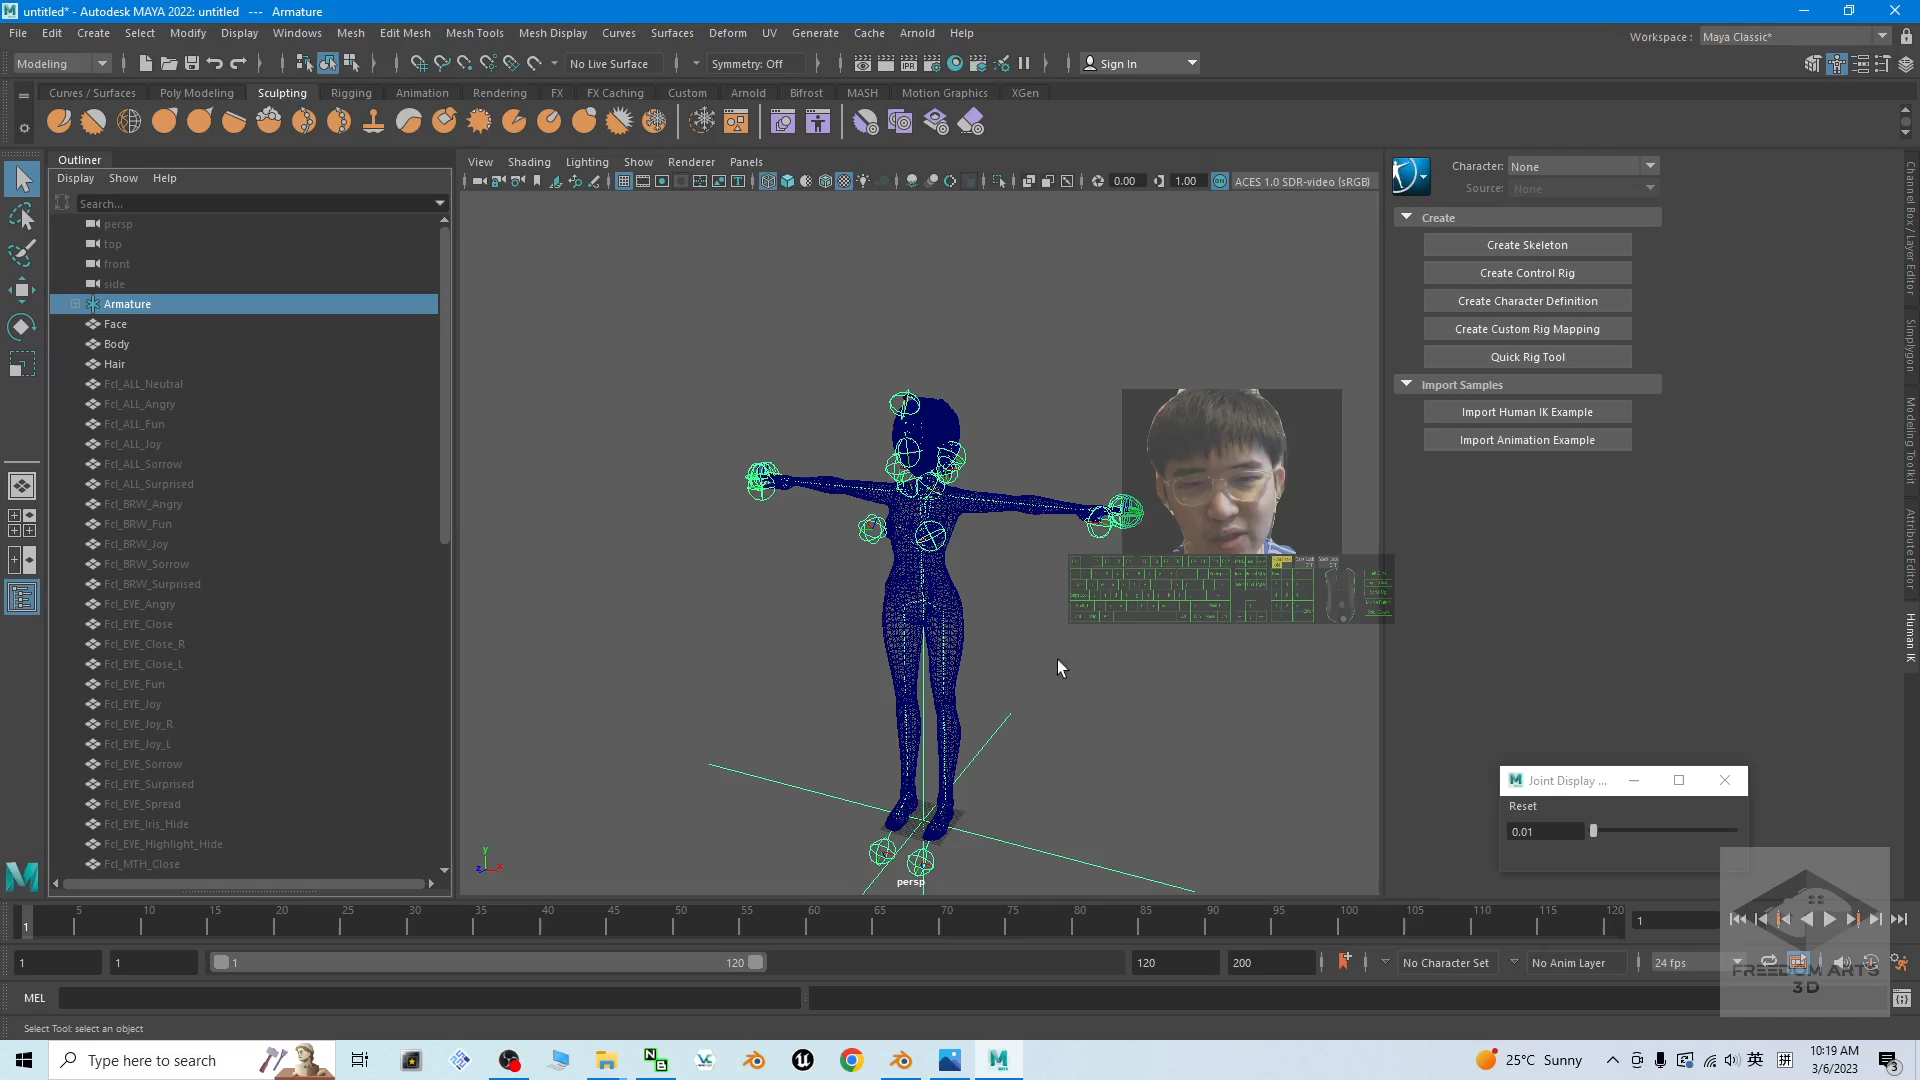 untitled* - Autodesk MAYA 2022: untitled   ---   Armature
File Edit Create Select Modify Display Windows Mesh Edit Mesh Mesh Tools Mesh Display Curves Surfaces Deform UV Generate Cache Arnold Help
Workspace : Maya Classic*
Modeling No Live Surface Symmetry: Off Sign In
Curves / Surfaces Poly Modeling Sculpting Rigging Animation Rendering FX FX Caching Custom Arnold Bifrost MASH Motion Graphics XGen
Outliner
Display Show Help
Search...
persp
top
front
side
Armature
Face
Body
Hair
Fcl_ALL_Neutral
Fcl_ALL_Angry
Fcl_ALL_Fun
Fcl_ALL_Joy
Fcl_ALL_Sorrow
Fcl_ALL_Surprised
Fcl_BRW_Angry
Fcl_BRW_Fun
Fcl_BRW_Joy
Fcl_BRW_Sorrow
Fcl_BRW_Surprised
Fcl_EYE_Angry
Fcl_EYE_Close
Fcl_EYE_Close_R
Fcl_EYE_Close_L
Fcl_EYE_Fun
Fcl_EYE_Joy
Fcl_EYE_Joy_R
Fcl_EYE_Joy_L
Fcl_EYE_Sorrow
Fcl_EYE_Surprised
Fcl_EYE_Spread
Fcl_EYE_Iris_Hide
Fcl_EYE_Highlight_Hide
Fcl_MTH_Close
View Shading Lighting Show Renderer Panels
0.00 1.00 ACES 1.0 SDR-video (sRGB)
persp
y
z x
Character: None
Source: None
Create
Create Skeleton
Create Control Rig
Create Character Definition
Create Custom Rig Mapping
Quick Rig Tool
Import Samples
Import Human IK Example
Import Animation Example
Channel Box / Layer Editor
Simplygon
Modeling Toolkit
Attribute Editor
Human IK
Joint Display ...
Reset
0.01
5 10 15 20 25 30 35 40 45 50 55 60 65 70 75 80 85 90 95 100 105 110 115 120
1 1
1 1 1 120 120 200 No Character Set No Anim Layer 24 fps
FREEDOM ARTS
3D
MEL
Select Tool: select an object
Type here to search
25°C Sunny
英
拼
10:19 AM
3/6/2023
3